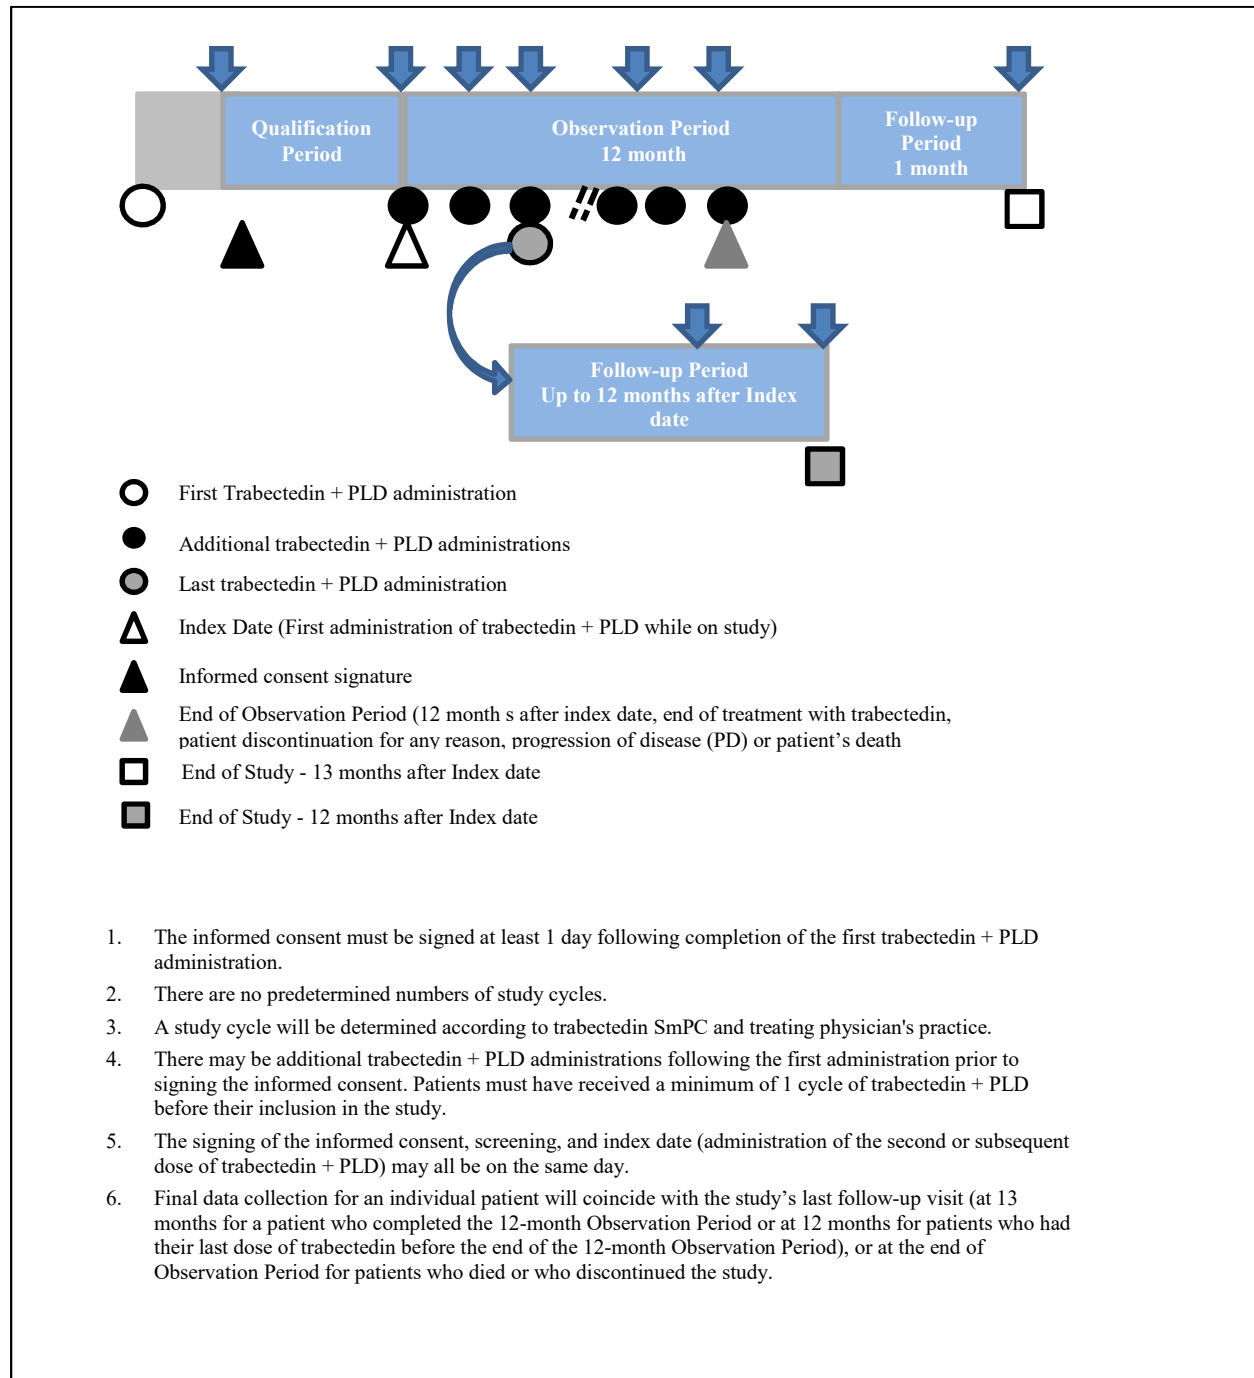 Qualification
Period
Observation Period
12 month
Follow-up
Period
1 month
Follow-up Period
Up to 12 months after Index
date
First Trabectedin + PLD administration
Additional trabectedin + PLD administrations
Last trabectedin + PLD administration
Index Date (First administration of trabectedin + PLD while on study)
Informed consent signature
End of Observation Period (12 month s after index date, end of treatment with trabectedin,
patient discontinuation for any reason, progression of disease (PD) or patient's death
End of Study - 13 months after Index date
End of Study - 12 months after Index date
1. The informed consent must be signed at least 1 day following completion of the first trabectedin + PLD
administration.
2. There are no predetermined numbers of study cycles.
3. A study cycle will be determined according to trabectedin SmPC and treating physician's practice.
4. There may be additional trabectedin + PLD administrations following the first administration prior to
signing the informed consent. Patients must have received a minimum of 1 cycle of trabectedin + PLD
before their inclusion in the study.
5. The signing of the informed consent, screening, and index date (administration of the second or subsequent
dose of trabectedin + PLD) may all be on the same day.
6. Final data collection for an individual patient will coincide with the study's last follow-up visit (at 13
months for a patient who completed the 12-month Observation Period or at 12 months for patients who had
their last dose of trabectedin before the end of the 12-month Observation Period), or at the end of
Observation Period for patients who died or who discontinued the study.